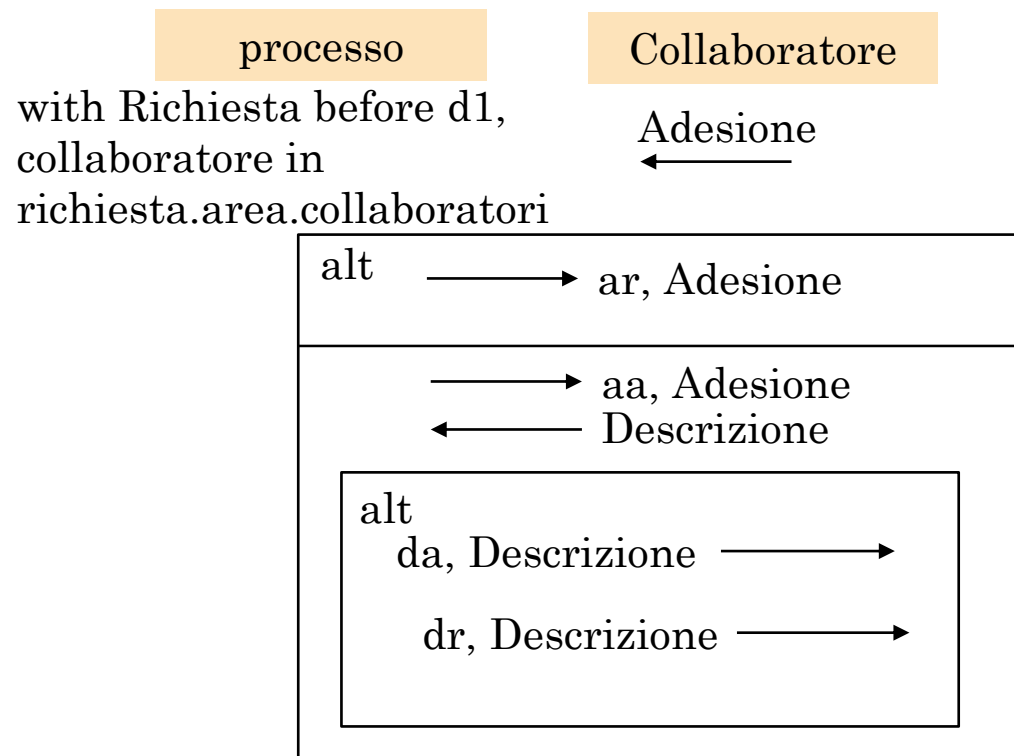 processo
Collaboratore
with Richiesta before d1,
collaboratore in
richiesta.area.collaboratori
Adesione
alt
ar, Adesione
aa, Adesione
Descrizione
alt
da, Descrizione
dr, Descrizione